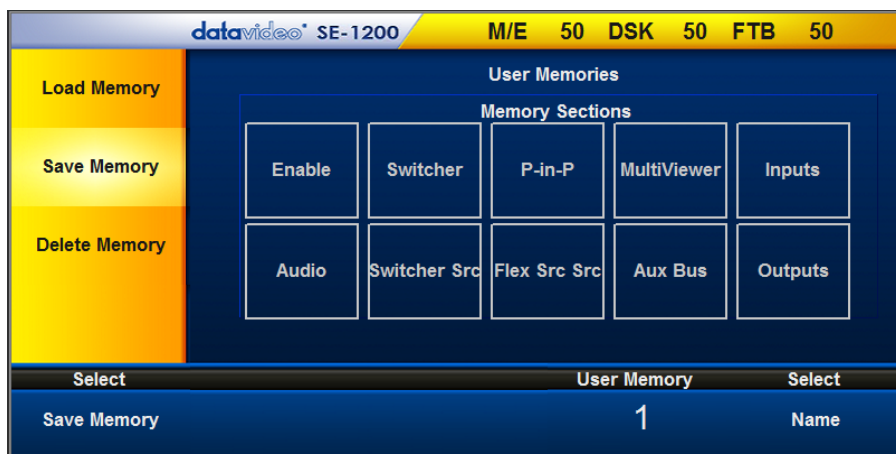 datavideo SE-1200 M/E 50 DSK 50 FTB 50
Load Memory
Save Memory
Delete Memory
User Memories
Memory Sections
Enable Switcher P-in-P MultiViewer Inputs
Audio Switcher Src Flex Src Src Aux Bus Outputs
Select User Memory Select
Save Memory 1 Name